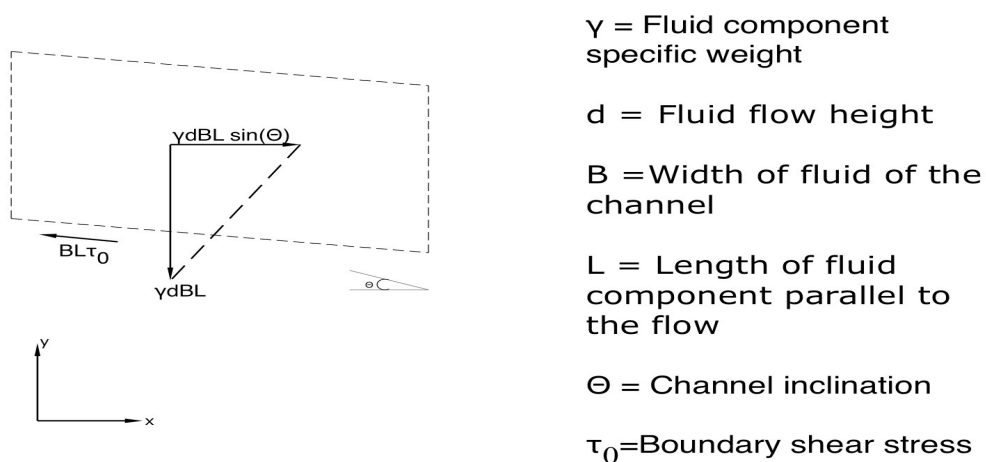 γdBL sin(Θ)
BLτ0
γdBL
Θ
y
x
γ = Fluid component
specific weight
d = Fluid flow height
B =Width of fluid of the
channel
L = Length of fluid
component parallel to
the flow
Θ = Channel inclination
τ0=Boundary shear stress